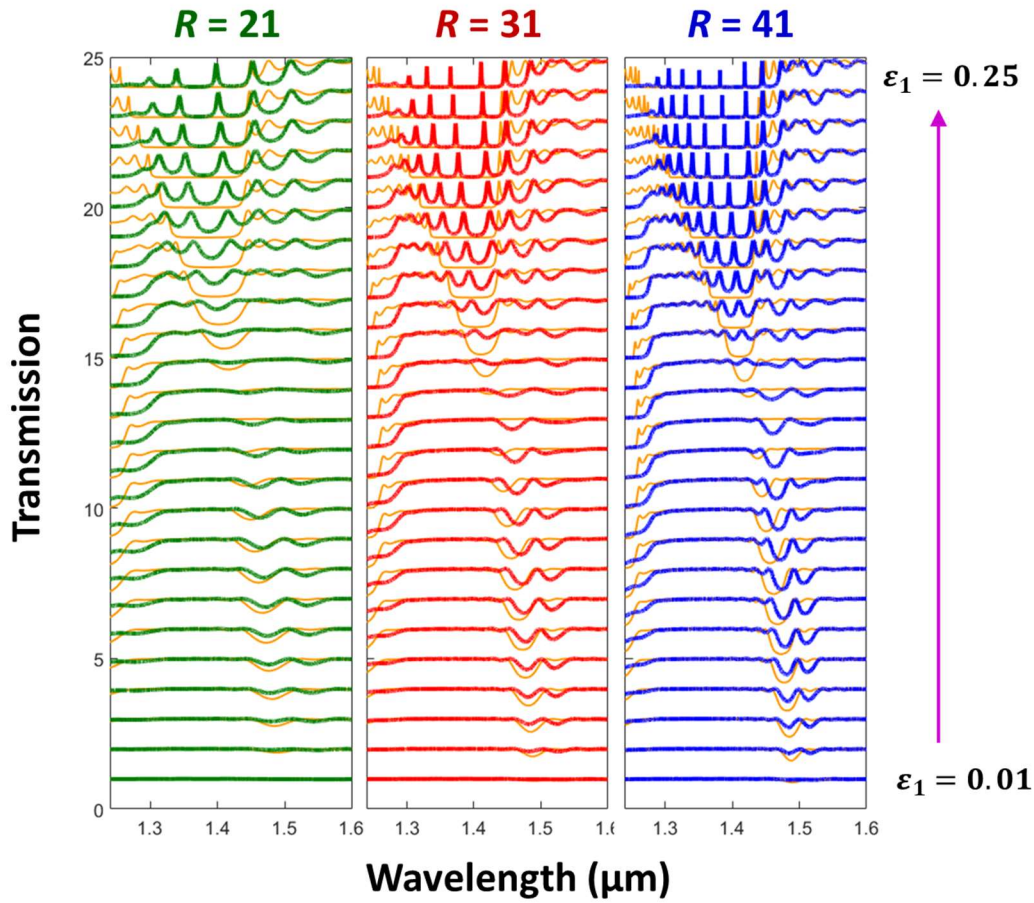 R = 21 R = 31 R = 41
25
20
15
10
5
0
1.3 1.4 1.5 1.6 1.3 1.4 1.5 1.6 1.3 1.4 1.5 1.6
Transmission
Wavelength (μm)
ε₁ = 0.25
ε₁ = 0.01